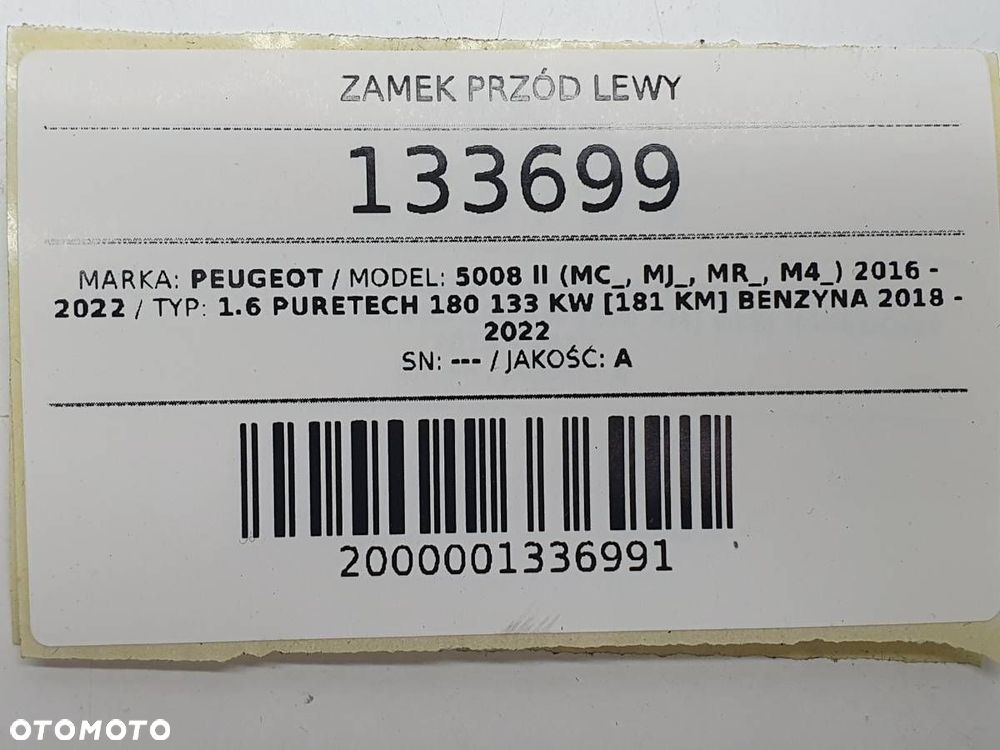 ZAMEK PRZÓD LEWY
133699
MARKA: PEUGEOT / MODEL: 5008 II (MC_, MJ_, MR_, M4_) 2016 -
2022 / TYP: 1.6 PURETECH 180 133 KW [181 KM] BENZYNA 2018 -
2022
SN: --- / JAKOŚĆ: A
2000001336991
OTOMOTO